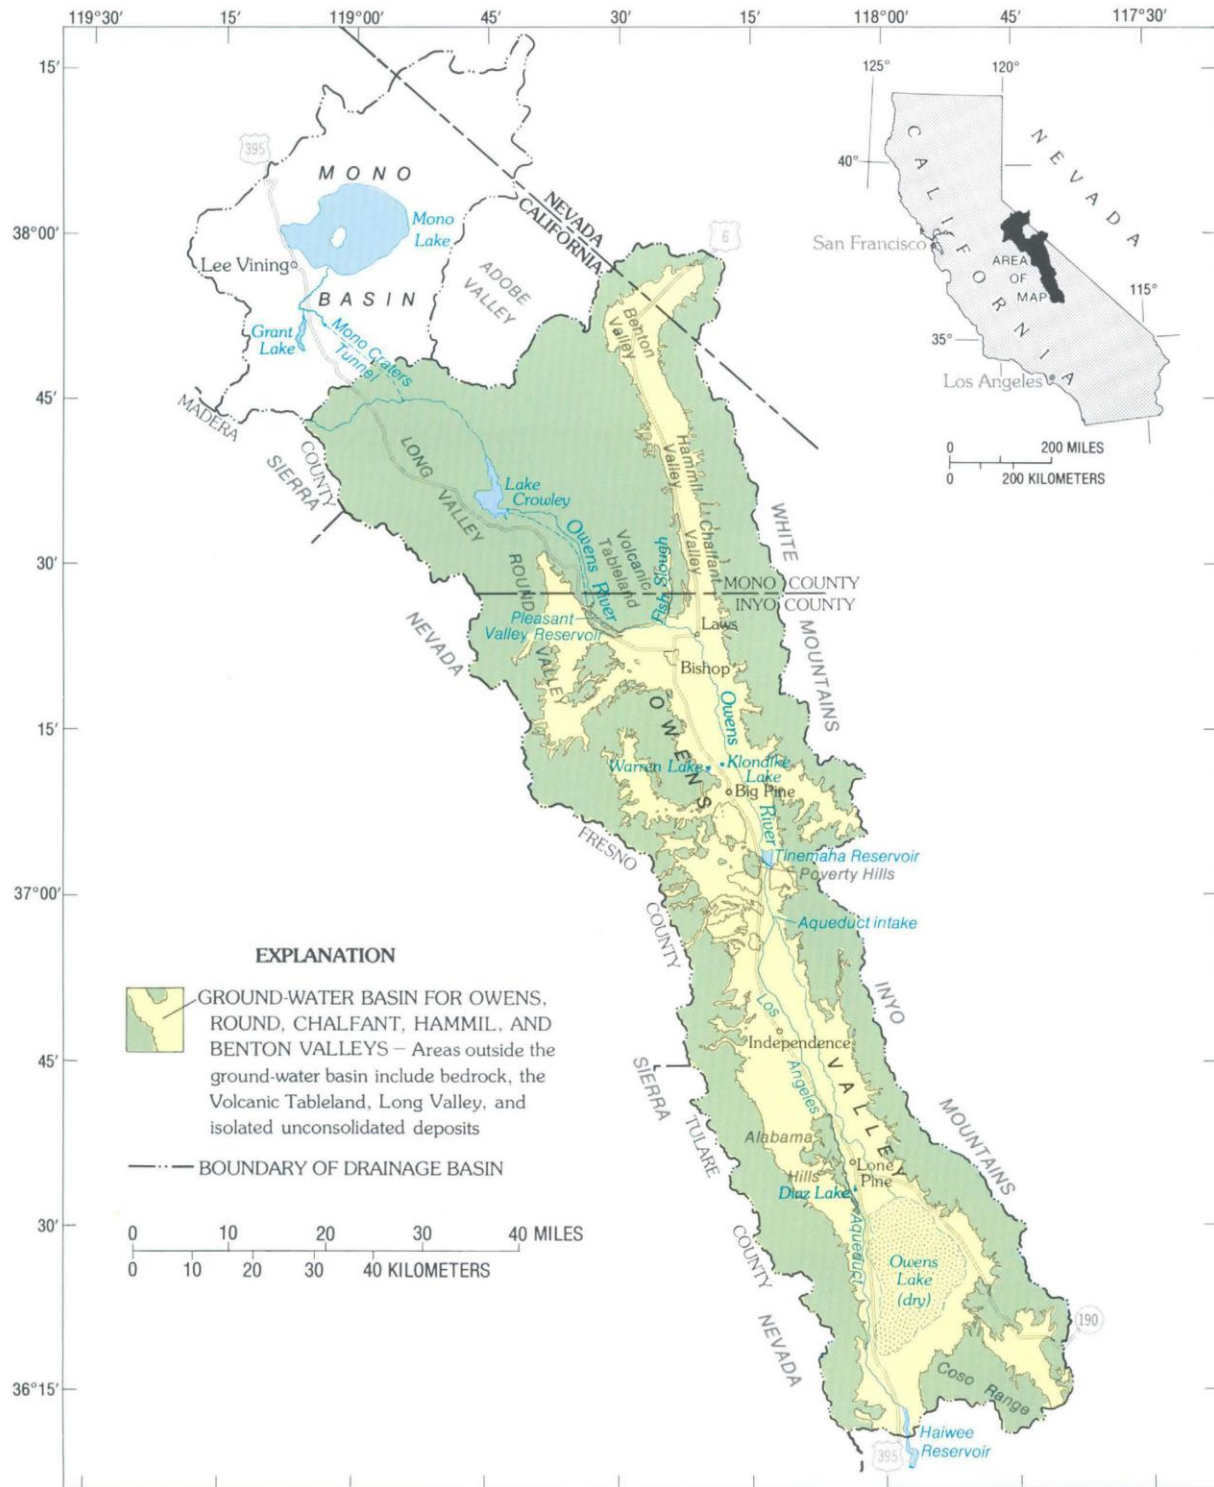 119°30′
15′
119°00′
45′
30′
15′
118°00′
45′
117°30′
15′
38°00′
45′
30′
15′
37°00′
45′
30′
36°15′
125°
120°
40°
35°
115°
CALIFORNIA
NEVADA
San Francisco
AREA
OF
MAP
Los Angeles
0 200 MILES
0 200 KILOMETERS
395
MONO
Mono
Lake
Lee Vining
BASIN
Grant
Lake
Mono Craters
Tunnel
ADOBE
VALLEY
NEVADA
CALIFORNIA
6
Benton
Valley
MADERA
COUNTY
SIERRA
LONG VALLEY
Lake
Crowley
Hammill
Valley
Owens River
Volcanic
Tableland
Fish Slough
Chalfant
Valley
WHITE
MOUNTAINS
MONO COUNTY
INYO COUNTY
ROUND VALLEY
NEVADA
Pleasant
Valley Reservoir
Laws
Bishop
OWENS
Owens
River
Warren Lake
Klondike
Lake
Big Pine
FRESNO
COUNTY
Tinemaha Reservoir
Poverty Hills
Aqueduct intake
INYO
MOUNTAINS
Los
Angeles
Aqueduct
Independence
VALLEY
SIERRA
TULARE
COUNTY
NEVADA
Alabama
Hills
Lone
Pine
Diaz Lake
Owens
Lake
(dry)
190
Coso Range
Haiwee
Reservoir
395
EXPLANATION
GROUND-WATER BASIN FOR OWENS,
ROUND, CHALFANT, HAMMIL, AND
BENTON VALLEYS – Areas outside the
ground-water basin include bedrock, the
Volcanic Tableland, Long Valley, and
isolated unconsolidated deposits
BOUNDARY OF DRAINAGE BASIN
0 10 20 30 40 MILES
0 10 20 30 40 KILOMETERS